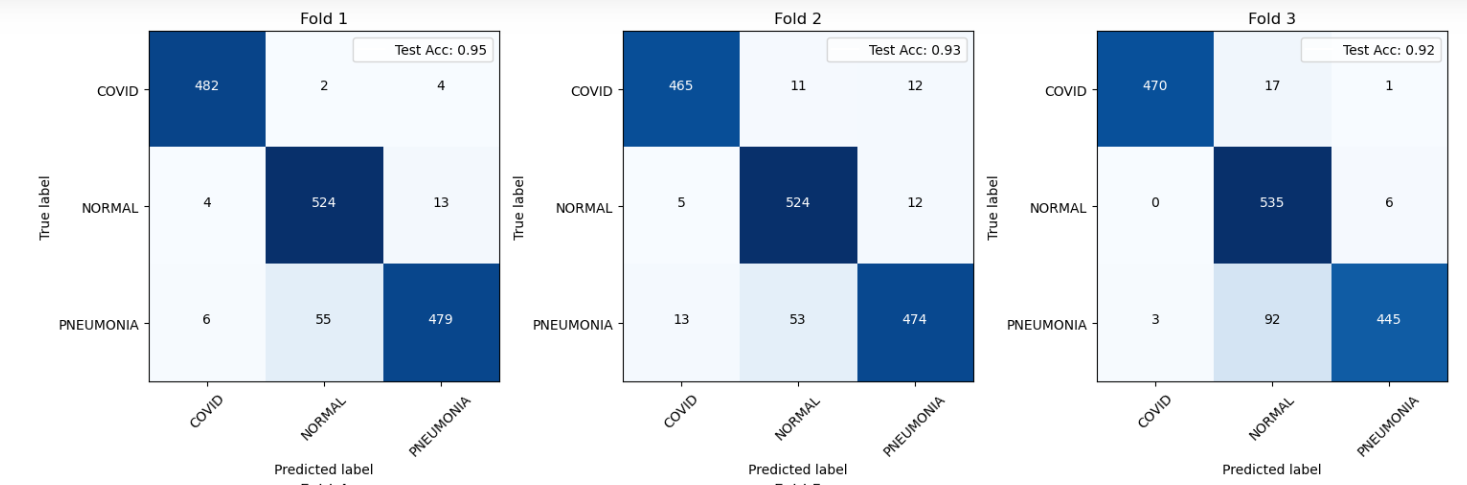 Fold 1
Test Acc: 0.95
COVID
482 2 4
NORMAL
4 524 13
PNEUMONIA
6 55 479
True label
COVID NORMAL PNEUMONIA
Predicted label
Fold 2
Test Acc: 0.93
COVID
465 11 12
NORMAL
5 524 12
PNEUMONIA
13 53 474
True label
COVID NORMAL PNEUMONIA
Predicted label
Fold 3
Test Acc: 0.92
COVID
470 17 1
NORMAL
0 535 6
PNEUMONIA
3 92 445
True label
COVID NORMAL PNEUMONIA
Predicted label